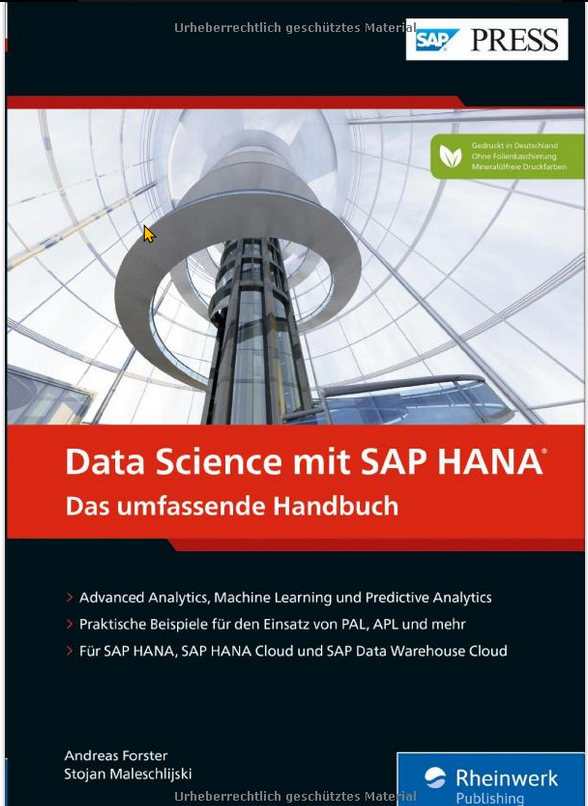 Urheberrechtlich geschütztes Material
SAP PRESS
Gedruckt in Deutschland
Ohne Folienkaschierung
Mineralölfreie Druckfarben
Data Science mit SAP HANA®
Das umfassende Handbuch
> Advanced Analytics, Machine Learning und Predictive Analytics
> Praktische Beispiele für den Einsatz von PAL, APL und mehr
> Für SAP HANA, SAP HANA Cloud und SAP Data Warehouse Cloud
Andreas Forster
Stojan Maleschlijski
Rheinwerk
Publishing
Urheberrechtlich geschütztes Material